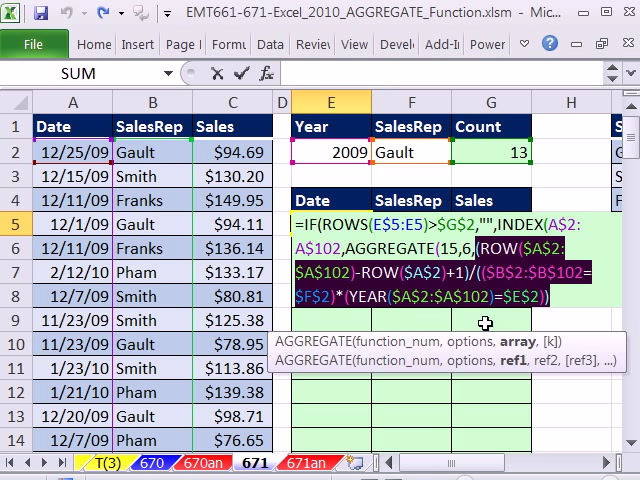 EMT661-671-Excel_2010_AGGREGATE_Function.xlsm - Mic...
File Home Insert Page l Formu Data Reviev View Develc Add-I Power
SUM
A B C D E F G H
1 Date SalesRep Sales Year SalesRep Count S
2 12/25/09 Gault $94.69 2009 Gault 13 G
3 12/15/09 Smith $130.20 S
4 12/11/09 Franks $149.95 Date SalesRep Sales F
5 12/1/09 Gault $94.11 =IF(ROWS(E$5:E5)>$G$2,"",INDEX(A$2:
6 12/11/09 Franks $136.14 A$102,AGGREGATE(15,6,(ROW($A$2:
7 2/12/10 Pham $133.17 $A$102)-ROW($A$2)+1)/(($B$2:$B$102=
8 12/7/09 Smith $80.81 $F$2)*(YEAR($A$2:$A$102)=$E$2))
9 11/23/09 Smith $125.38
10 11/23/09 Gault $78.95 AGGREGATE(function_num, options, array, [k])
AGGREGATE(function_num, options, ref1, ref2, [ref3], ...)
11 11/5/10 Smith $113.86
12 1/21/10 Pham $139.38
13 12/20/09 Gault $98.71
14 12/7/09 Pham $76.65
T(3) 670 670an 671 671an